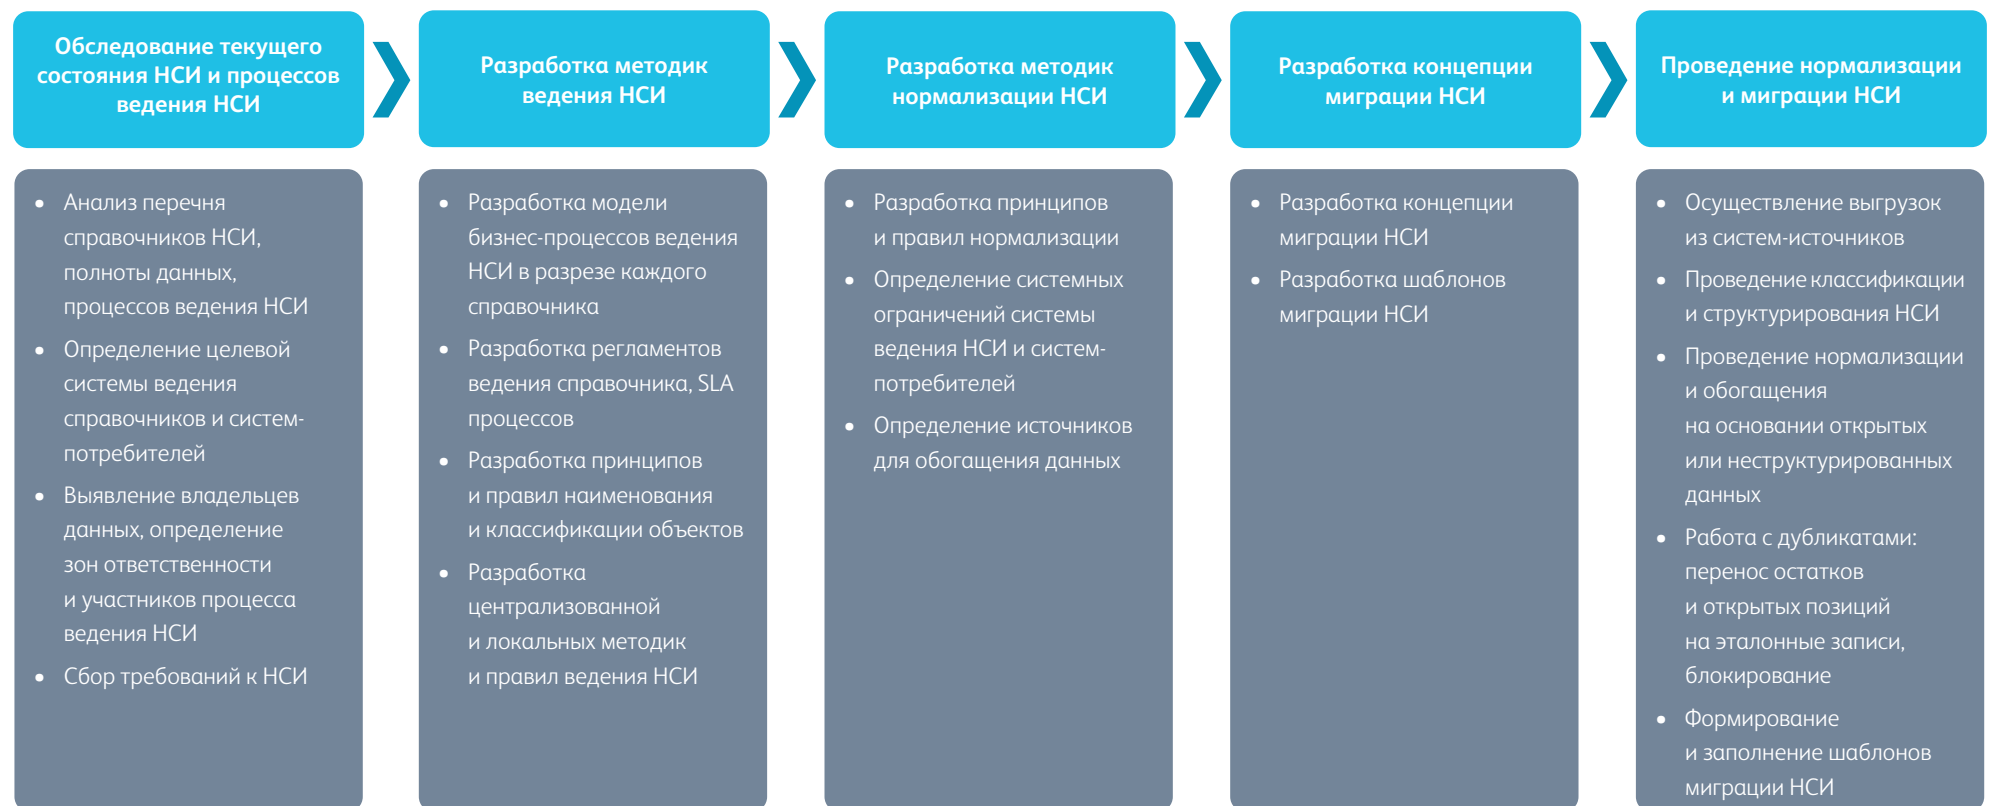 Обследование текущего
состояния НСИ и процессов
ведения НСИ
Разработка методик
ведения НСИ
Разработка методик
нормализации НСИ
Разработка концепции
миграции НСИ
Проведение нормализации
и миграции НСИ
• Анализ перечня
справочников НСИ,
полноты данных,
процессов ведения НСИ
• Определение целевой
системы ведения
справочников и систем-
потребителей
• Выявление владельцев
данных, определение
зон ответственности
и участников процесса
ведения НСИ
• Сбор требований к НСИ
• Разработка модели
бизнес-процессов ведения
НСИ в разрезе каждого
справочника
• Разработка регламентов
ведения справочника, SLA
процессов
• Разработка принципов
и правил наименования
и классификации объектов
• Разработка
централизованной
и локальных методик
и правил ведения НСИ
• Разработка принципов
и правил нормализации
• Определение системных
ограничений системы
ведения НСИ и систем-
потребителей
• Определение источников
для обогащения данных
• Разработка концепции
миграции НСИ
• Разработка шаблонов
миграции НСИ
• Осуществление выгрузок
из систем-источников
• Проведение классификации
и структурирования НСИ
• Проведение нормализации
и обогащения
на основании открытых
или неструктурированных
данных
• Работа с дубликатами:
перенос остатков
и открытых позиций
на эталонные записи,
блокирование
• Формирование
и заполнение шаблонов
миграции НСИ